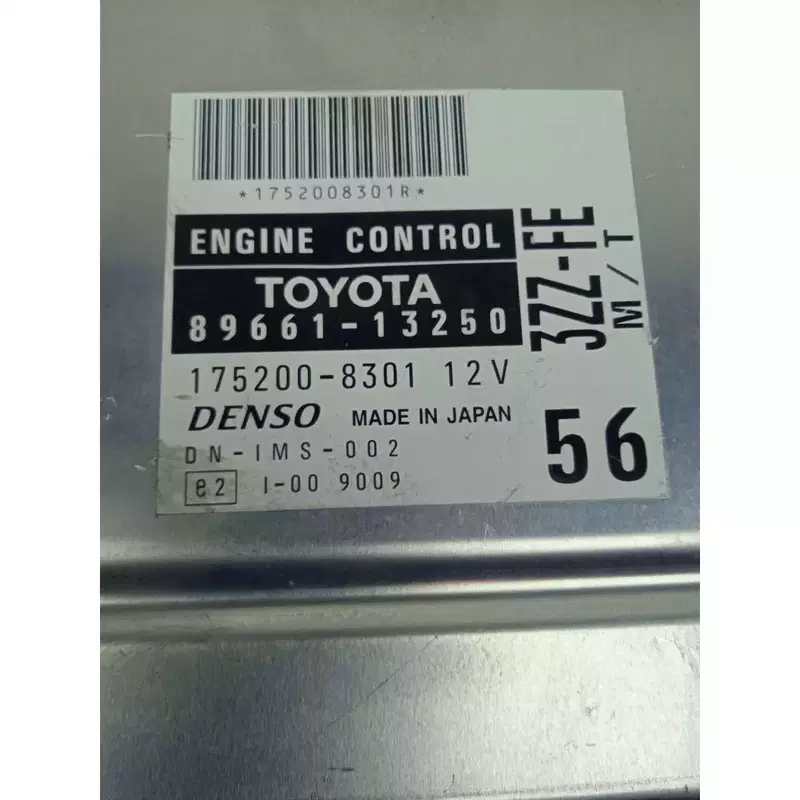 *1752008301R*
ENGINE CONTROL
TOYOTA
89661-13250
3ZZ-FE
M/T
175200-8301 12V
DENSO MADE IN JAPAN
DN-IMS-002
e2 I-00 9009
56